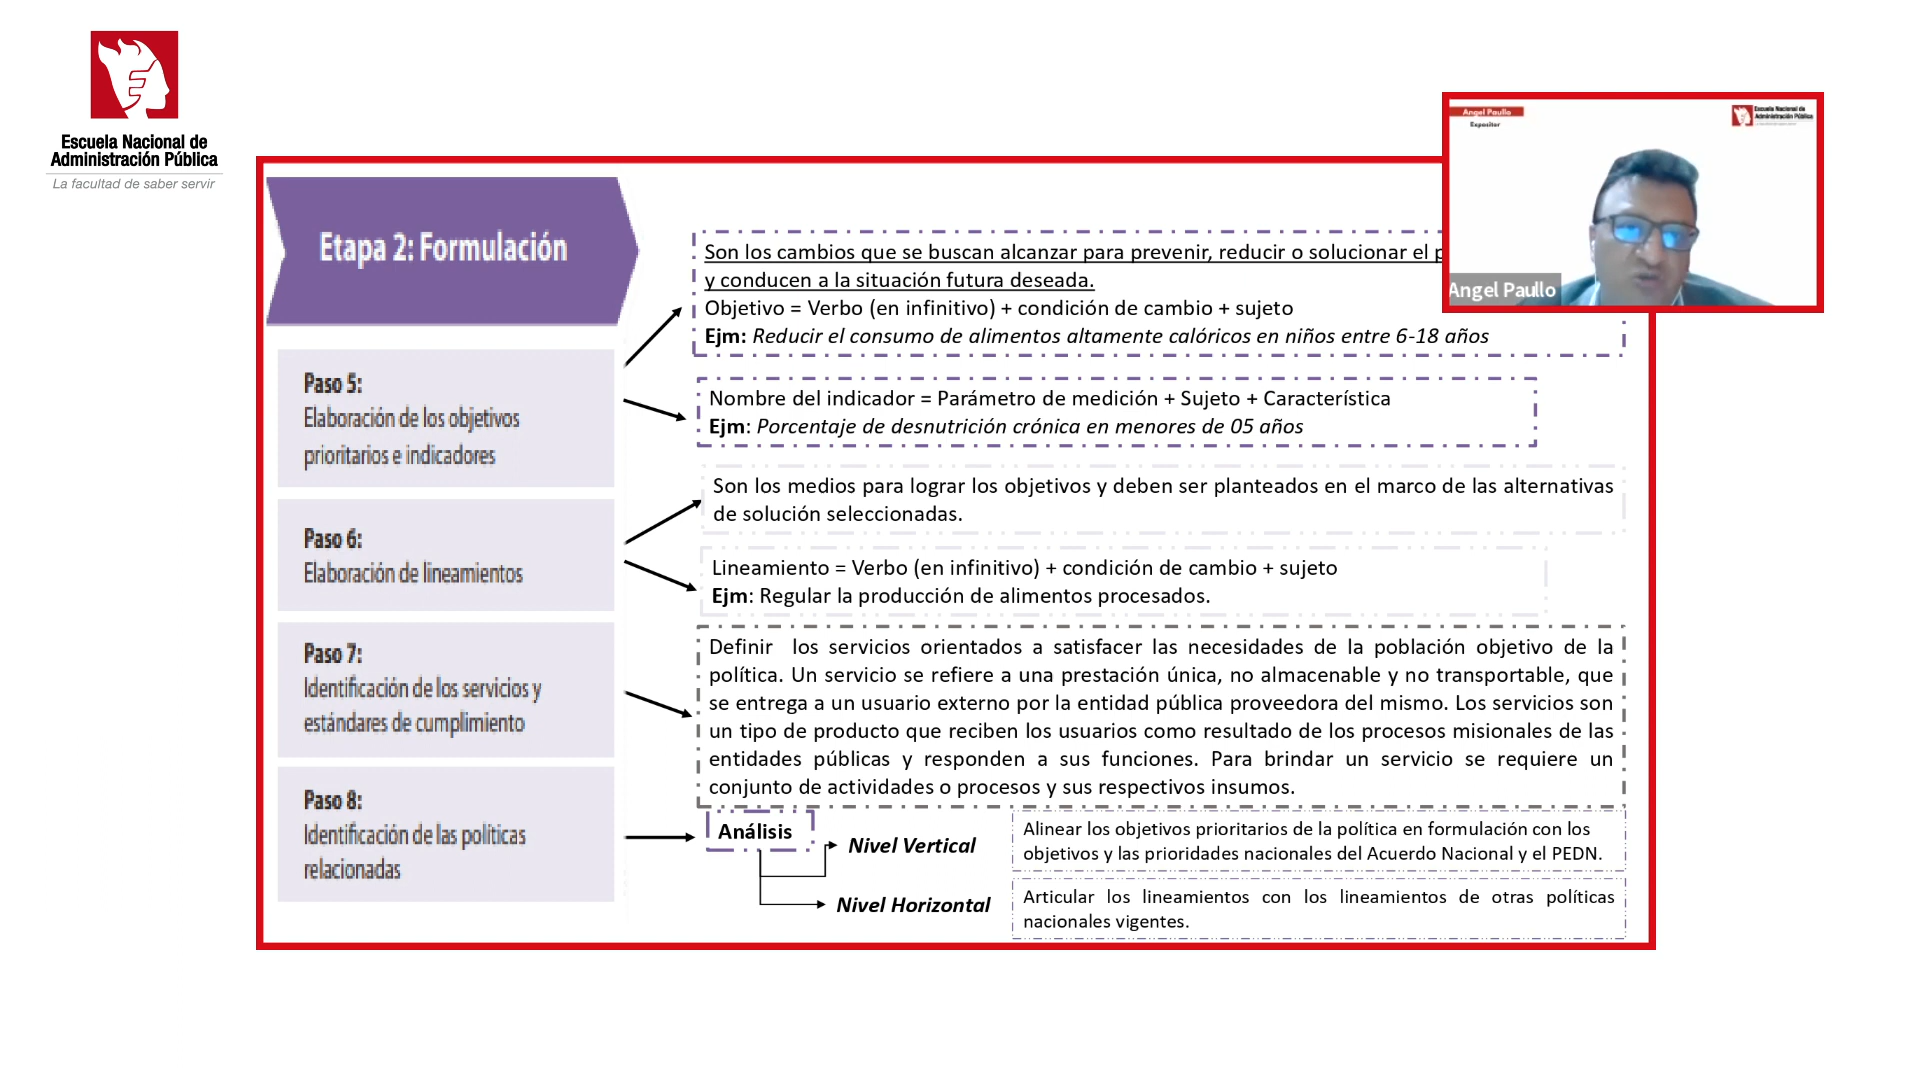 Escuela Nacional de
Administración Pública
La facultad de saber servir
Angel Paullo
Expositor
Escuela Nacional de
Administración Pública
Angel Paullo
Etapa 2: Formulación
Son los cambios que se buscan alcanzar para prevenir, reducir o solucionar el
y conducen a la situación futura deseada.
Objetivo = Verbo (en infinitivo) + condición de cambio + sujeto
Ejm: Reducir el consumo de alimentos altamente calóricos en niños entre 6-18 años
Paso 5:
Elaboración de los objetivos
prioritarios e indicadores
Nombre del indicador = Parámetro de medición + Sujeto + Característica
Ejm: Porcentaje de desnutrición crónica en menores de 05 años
Paso 6:
Elaboración de lineamientos
Son los medios para lograr los objetivos y deben ser planteados en el marco de las alternativas
de solución seleccionadas.
Lineamiento = Verbo (en infinitivo) + condición de cambio + sujeto
Ejm: Regular la producción de alimentos procesados.
Paso 7:
Identificación de los servicios y
estándares de cumplimiento
Definir los servicios orientados a satisfacer las necesidades de la población objetivo de la
política. Un servicio se refiere a una prestación única, no almacenable y no transportable, que
se entrega a un usuario externo por la entidad pública proveedora del mismo. Los servicios son
un tipo de producto que reciben los usuarios como resultado de los procesos misionales de las
entidades públicas y responden a sus funciones. Para brindar un servicio se requiere un
conjunto de actividades o procesos y sus respectivos insumos.
Paso 8:
Identificación de las políticas
relacionadas
Análisis
Nivel Vertical
Alinear los objetivos prioritarios de la política en formulación con los
objetivos y las prioridades nacionales del Acuerdo Nacional y el PEDN.
Nivel Horizontal
Articular los lineamientos con los lineamientos de otras políticas
nacionales vigentes.